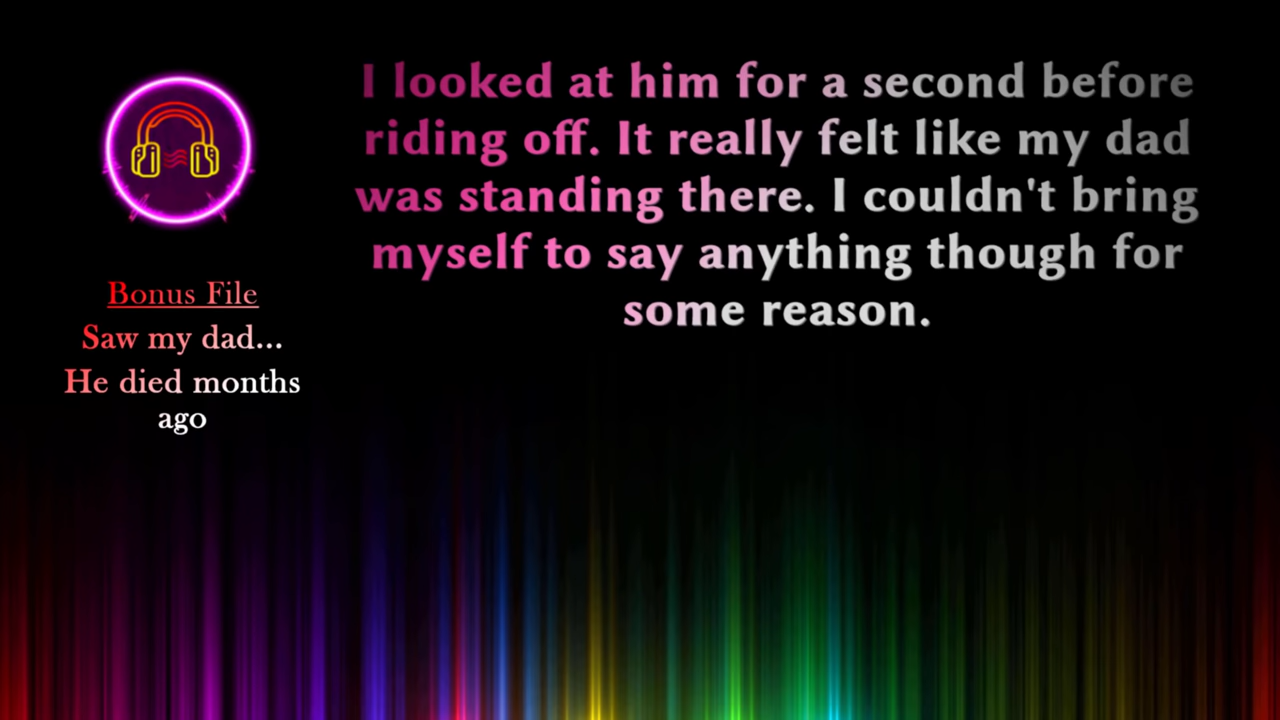 Bonus File
Saw my dad...
He died months
ago
I looked at him for a second before
riding off. It really felt like my dad
was standing there. I couldn't bring
myself to say anything though for
some reason.